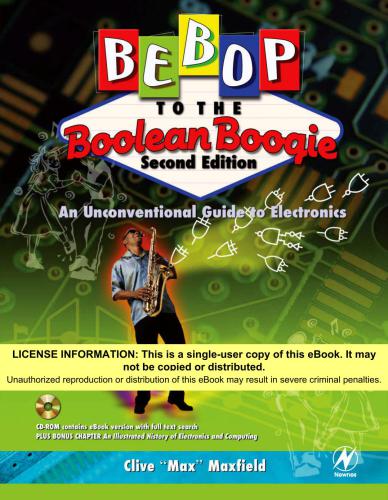 BEBOP
TO THE
Boolean Boogie
Second Edition
An Unconventional Guide to Electronics
LICENSE INFORMATION: This is a single-user copy of this eBook. It may
not be copied or distributed.
Unauthorized reproduction or distribution of this eBook may result in severe criminal penalties.
CD-ROM contains eBook version with full text search
PLUS BONUS CHAPTER An Illustrated History of Electronics and Computing
Clive "Max" Maxfield
Newnes